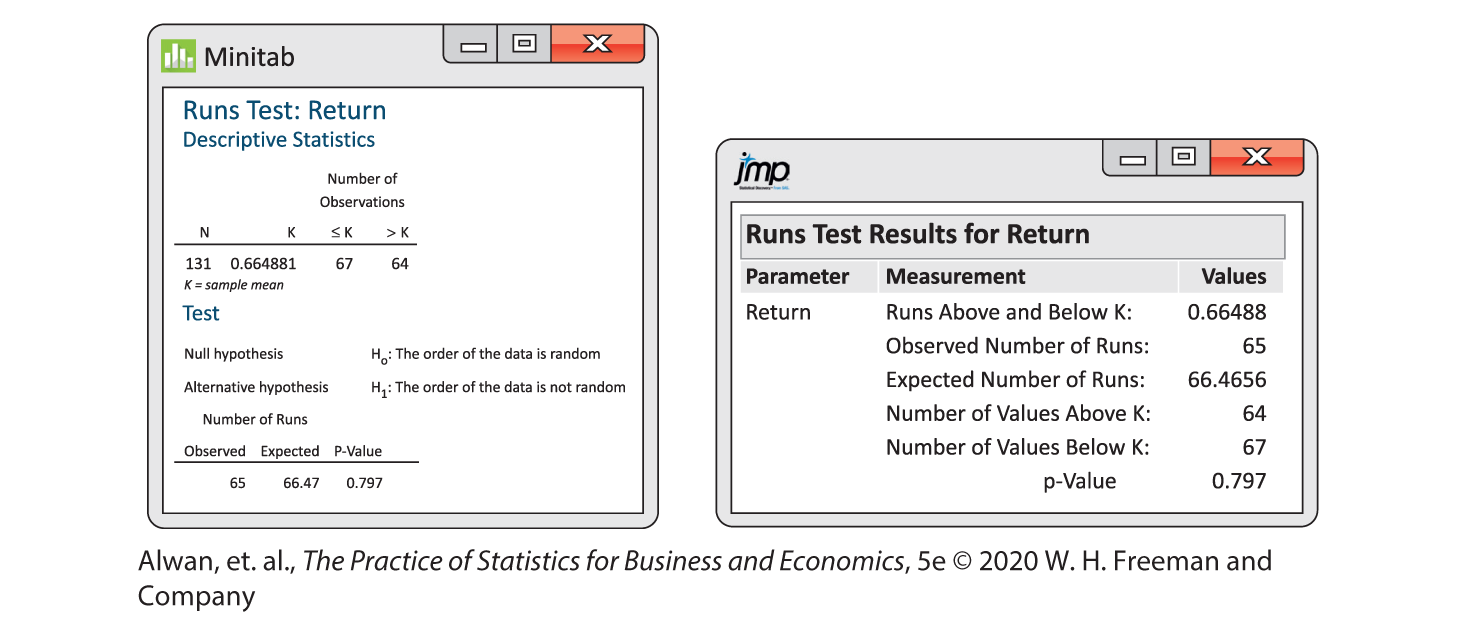 Minitab
Runs Test: Return
Descriptive Statistics
Number of
Observations
N K ≤ K > K
131 0.664881 67 64
K = sample mean
Test
Null hypothesis H₀: The order of the data is random
Alternative hypothesis H₁: The order of the data is not random
Number of Runs
Observed Expected P-Value
65 66.47 0.797
jmp
Runs Test Results for Return
Parameter Measurement Values
Return Runs Above and Below K: 0.66488
Observed Number of Runs: 65
Expected Number of Runs: 66.4656
Number of Values Above K: 64
Number of Values Below K: 67
p-Value 0.797
Alwan, et. al., The Practice of Statistics for Business and Economics, 5e © 2020 W. H. Freeman and
Company